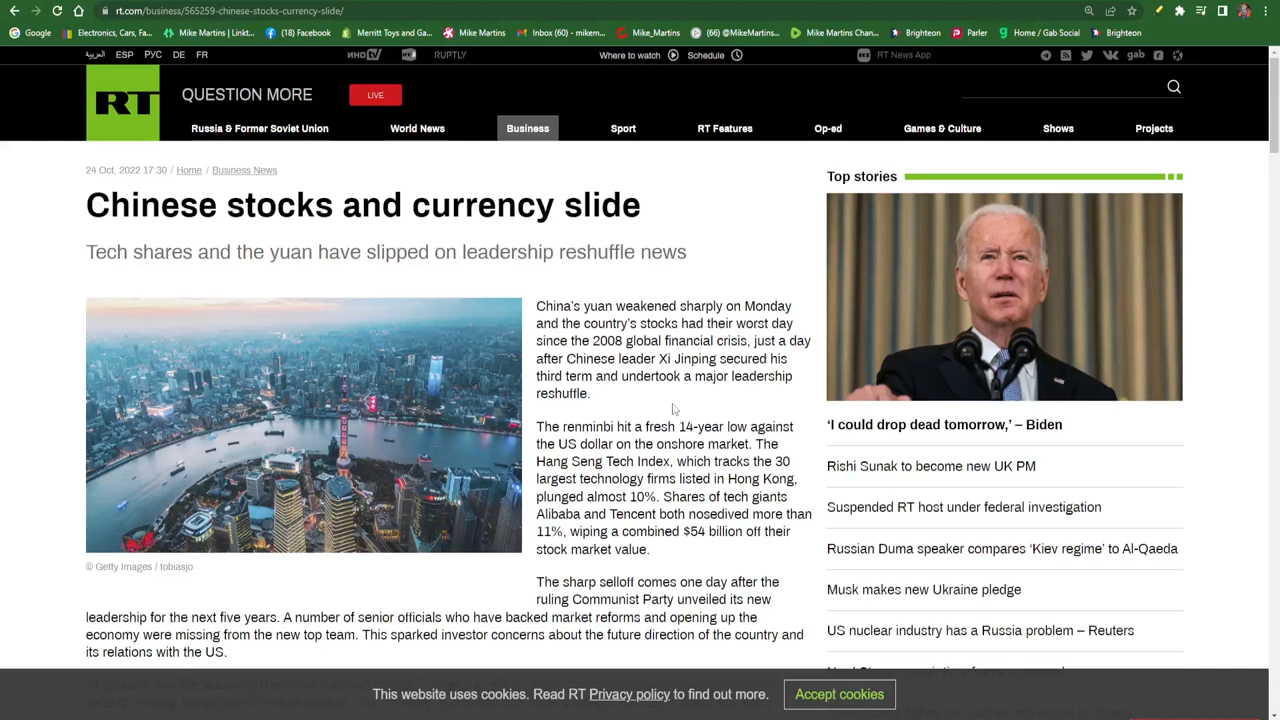 rt.com/business/565259-chinese-stocks-currency-slide/
Google
Electronics, Cars, Fa...
Mike Martins | Linkt...
(18) Facebook
Merritt Toyz and Ga...
Mike Martins
Inbox (60) - mikem...
Mike_Martins
(66) @MikeMartins...
Mike Martins Chan...
Brighteon
Parler
Home / Gab Social
Brighteon
العربية ESP РУС DE FR
ИНОTV
RUPTLY
Where to watch
Schedule
RT News App
gab
RT
QUESTION MORE
LIVE
Russia & Former Soviet Union
World News
Business
Sport
RT Features
Op-ed
Games & Culture
Shows
Projects
24 Oct, 2022 17:30 / Home / Business News
Chinese stocks and currency slide
Tech shares and the yuan have slipped on leadership reshuffle news
© Getty Images / tobiasjo
China's yuan weakened sharply on Monday
and the country's stocks had their worst day
since the 2008 global financial crisis, just a day
after Chinese leader Xi Jinping secured his
third term and undertook a major leadership
reshuffle.
The renminbi hit a fresh 14-year low against
the US dollar on the onshore market. The
Hang Seng Tech Index, which tracks the 30
largest technology firms listed in Hong Kong,
plunged almost 10%. Shares of tech giants
Alibaba and Tencent both nosedived more than
11%, wiping a combined $54 billion off their
stock market value.
The sharp selloff comes one day after the
ruling Communist Party unveiled its new
leadership for the next five years. A number of senior officials who have backed market reforms and opening up the
economy were missing from the new top team. This sparked investor concerns about the future direction of the country and
its relations with the US.
Top stories
‘I could drop dead tomorrow,’ – Biden
Rishi Sunak to become new UK PM
Suspended RT host under federal investigation
Russian Duma speaker compares ‘Kiev regime’ to Al-Qaeda
Musk makes new Ukraine pledge
US nuclear industry has a Russia problem – Reuters
This website uses cookies. Read RT Privacy policy to find out more.
Accept cookies